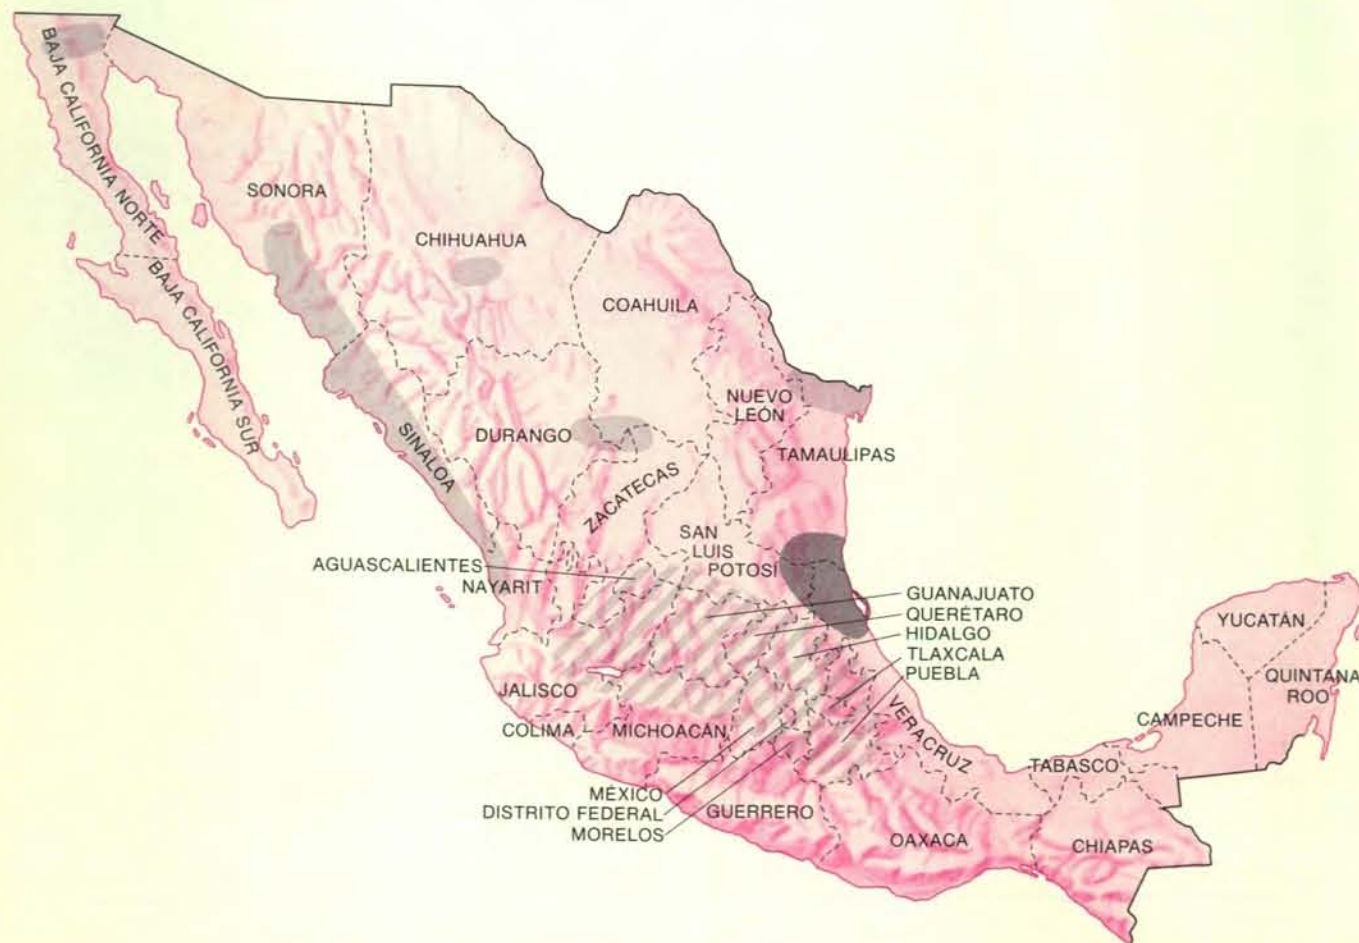 BAJA CALIFORNIA NORTE
BAJA CALIFORNIA SUR
SONORA
CHIHUAHUA
COAHUILA
NUEVO
LEÓN
TAMAULIPAS
SINALOA
DURANGO
ZACATECAS
SAN
LUIS
POTOSÍ
AGUASCALIENTES
NAYARIT
GUANAJUATO
QUERÉTARO
HIDALGO
TLAXCALA
PUEBLA
YUCATÁN
QUINTANA
ROO
CAMPECHE
JALISCO
COLIMA
MICHOACÁN
VERACRUZ
TABASCO
MÉXICO
DISTRITO FEDERAL
MORELOS
GUERRERO
OAXACA
CHIAPAS